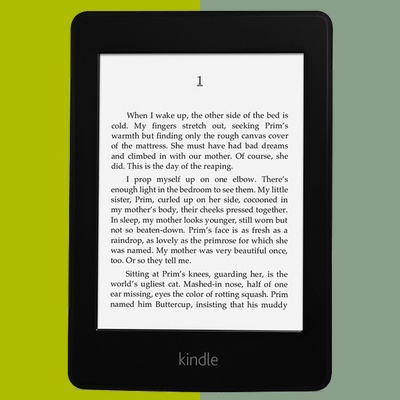 1
When I wake up, the other side of the bed is
cold. My fingers stretch out, seeking Prim's
warmth but finding only the rough canvas cover
of the mattress. She must have had bad dreams
and climbed in with our mother. Of course, she
did. This is the day of the reaping.
I prop myself up on one elbow. There's
enough light in the bedroom to see them. My little
sister, Prim, curled up on her side, cocooned in
my mother's body, their cheeks pressed together.
In sleep, my mother looks younger, still worn but
not so beaten-down. Prim's face is as fresh as a
raindrop, as lovely as the primrose for which she
was named. My mother was very beautiful once,
too. Or so they tell me.
Sitting at Prim's knees, guarding her, is the
world's ugliest cat. Mashed-in nose, half of one
ear missing, eyes the color of rotting squash. Prim
named him Buttercup, insisting that his muddy
kindle